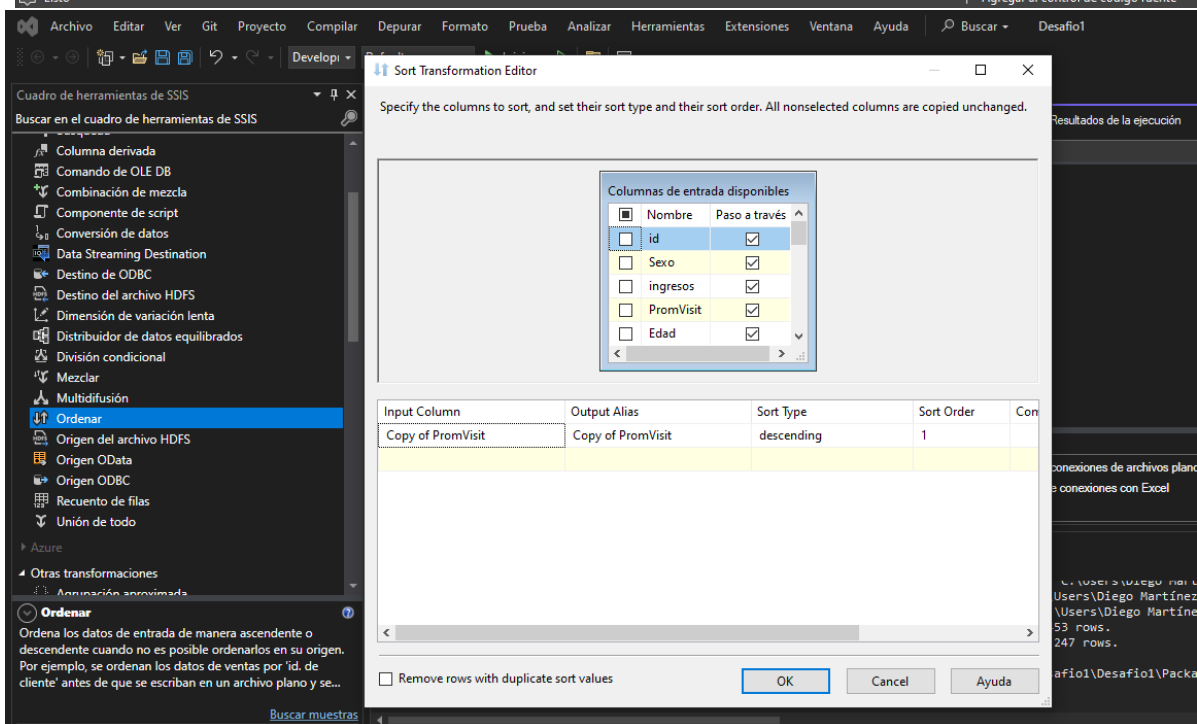 Listo
Agregar al control de código fuente
Archivo Editar Ver Git Proyecto Compilar Depurar Formato Prueba Analizar Herramientas Extensiones Ventana Ayuda Buscar Desafio1
Developi
Sort Transformation Editor
Specify the columns to sort, and set their sort type and their sort order. All nonselected columns are copied unchanged.
Cuadro de herramientas de SSIS
Buscar en el cuadro de herramientas de SSIS
Columna derivada
Comando de OLE DB
Combinación de mezcla
Componente de script
Conversión de datos
Data Streaming Destination
Destino de ODBC
Destino del archivo HDFS
Dimensión de variación lenta
Distribuidor de datos equilibrados
División condicional
Mezclar
Multidifusión
Ordenar
Origen del archivo HDFS
Origen OData
Origen ODBC
Recuento de filas
Unión de todo
Azure
Otras transformaciones
Agrupación aproximada
Ordenar
Ordena los datos de entrada de manera ascendente o
descendente cuando no es posible ordenarlos en su origen.
Por ejemplo, se ordenan los datos de ventas por 'id. de
cliente' antes de que se escriban en un archivo plano y se...
Buscar muestras
Columnas de entrada disponibles
Nombre Paso a través
id
Sexo
ingresos
PromVisit
Edad
Input Column Output Alias Sort Type Sort Order Com
Copy of PromVisit Copy of PromVisit descending 1
Remove rows with duplicate sort values
OK Cancel Ayuda
Resultados de la ejecución
conexiones de archivos plano
e conexiones con Excel
Users\Diego Martínez
\Users\Diego Martíne
53 rows.
247 rows.
afio1\Desafio1\Packa